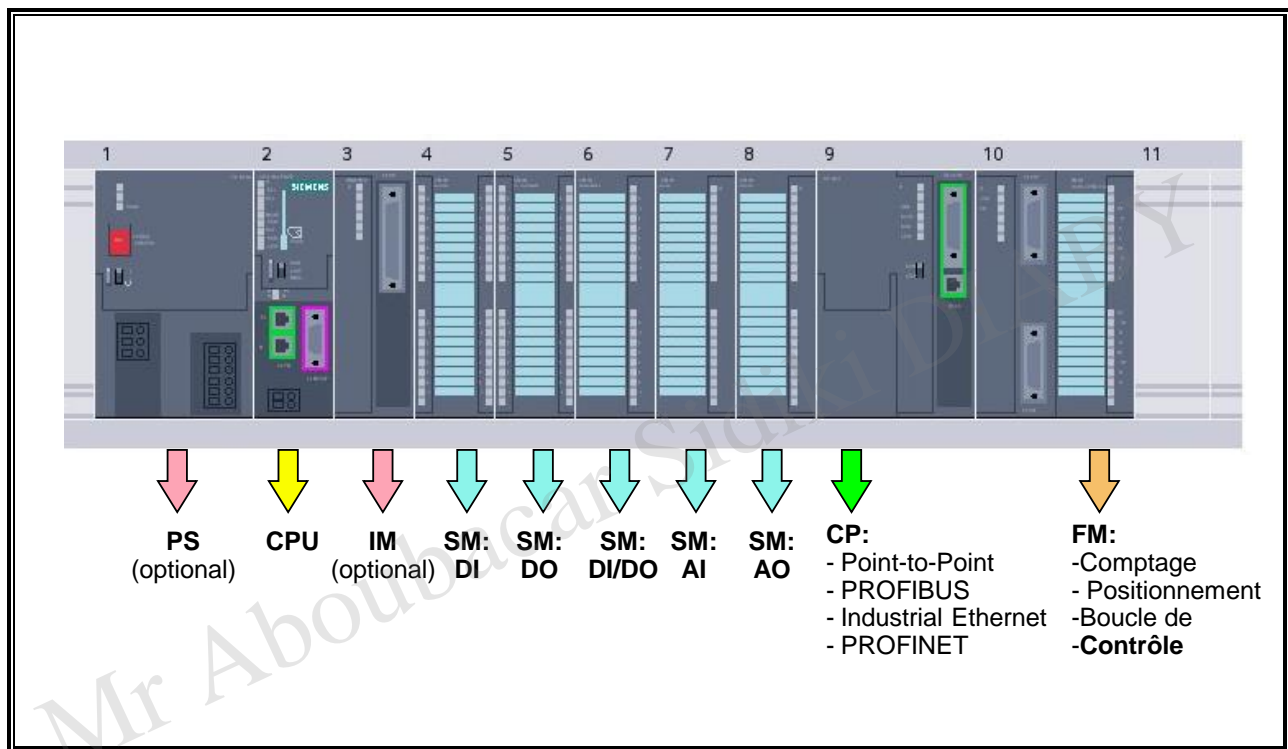 1 2 3 4 5 6 7 8 9 10 11
SIEMENS
PS
(optional)
CPU
IM
(optional)
SM:
DI
SM:
DO
SM:
DI/DO
SM:
AI
SM:
AO
CP:
- Point-to-Point
- PROFIBUS
- Industrial Ethernet
- PROFINET
FM:
-Comptage
- Positionnement
-Boucle de
-Contrôle
Mr Aboubacar Sidiki DIARY